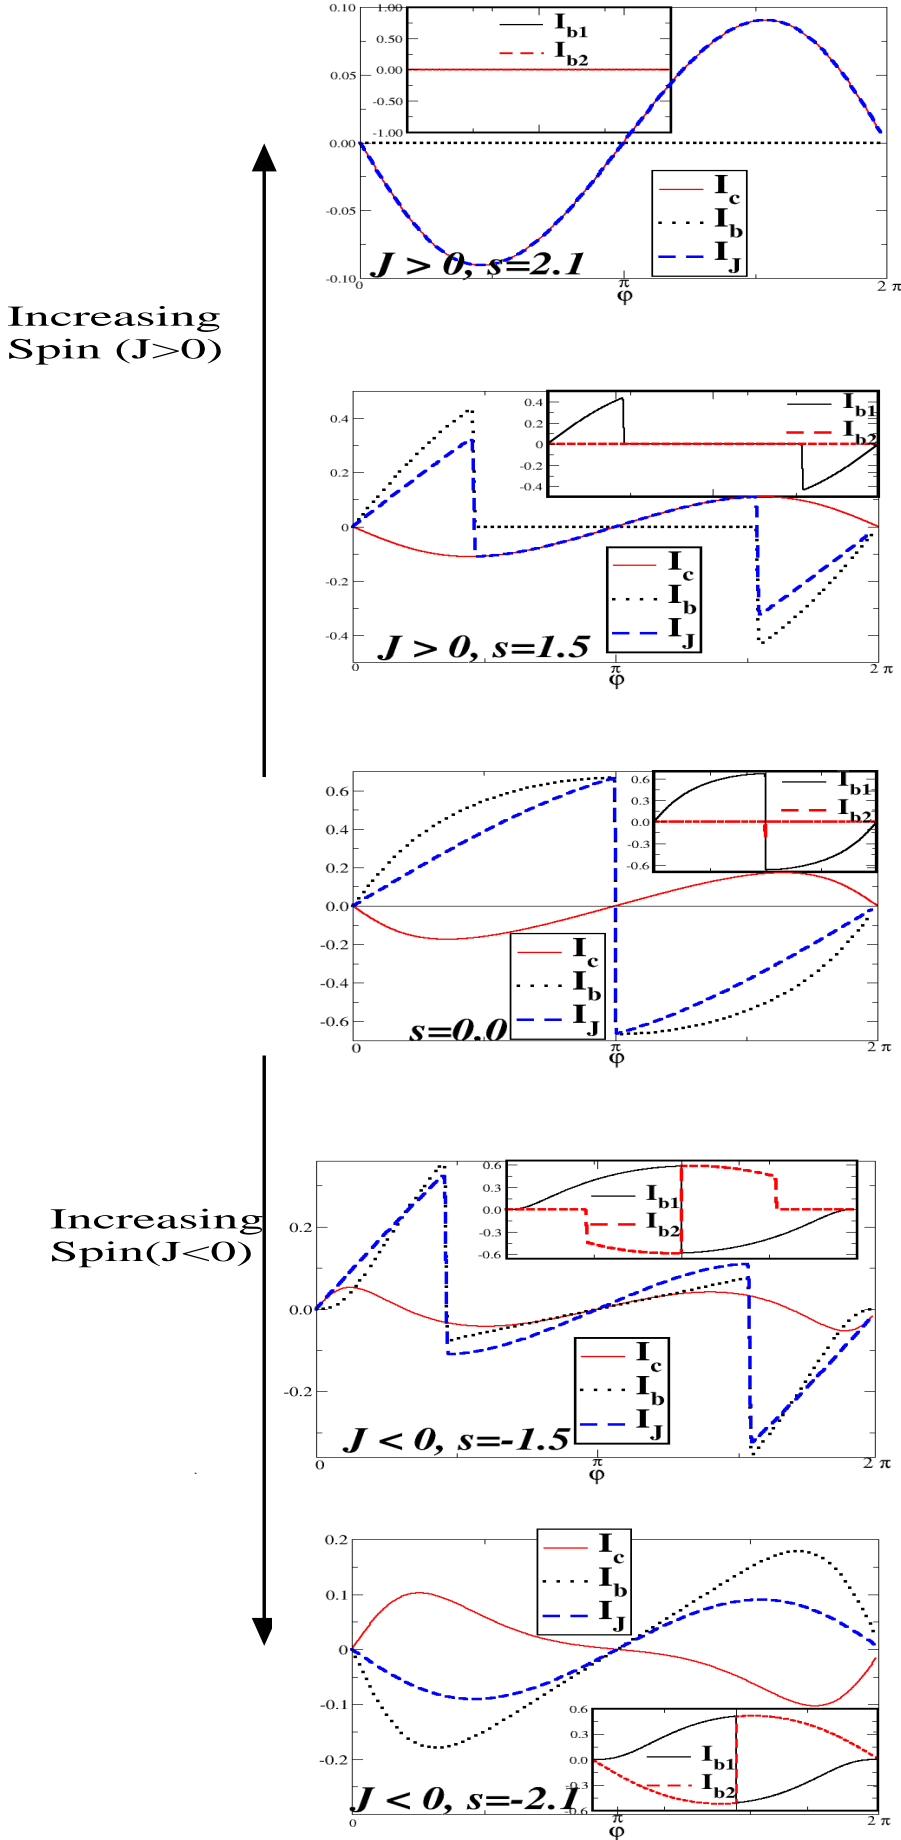 0.10
0.05
0.00
-0.05
-0.10
1.00
0.50
0.00
-0.50
-1.00
I_b1
I_b2
I_c
I_b
I_J
J > 0, s=2.1
0
π
2 π
φ
Increasing
Spin (J>0)
0.4
0.2
0
-0.2
-0.4
0.4
0.2
0
-0.2
-0.4
I_b1
I_b2
I_c
I_b
I_J
J > 0, s=1.5
0
π
2 π
φ
0.6
0.4
0.2
0.0
-0.2
-0.4
-0.6
0.6
0.3
0.0
-0.3
-0.6
I_b1
I_b2
I_c
I_b
I_J
s=0,0
0
π
2 π
φ
Increasing
Spin(J<0)
0.2
0.0
-0.2
0.6
0.3
0.0
-0.3
-0.6
I_b1
I_b2
I_c
I_b
I_J
J < 0, s=-1.5
0
π
2 π
φ
0.2
0.1
0
-0.1
-0.2
I_c
I_b
I_J
0.6
0.3
0.0
-0.3
-0.6
I_b1
I_b2
J < 0, s=-2.1
0
π
2 π
φ